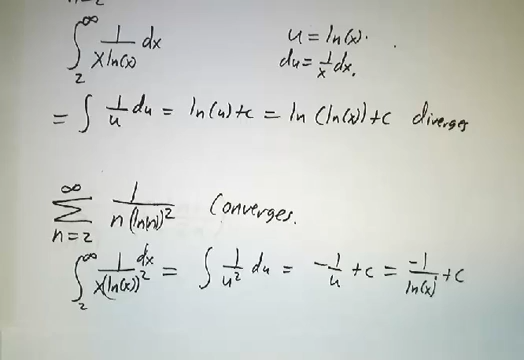 n=2
∫₂^∞ 1/(x ln(x)) dx u = ln(x).
du = 1/x dx.
= ∫ 1/u du = ln(u)+c = ln(ln(x))+c diverges
∑_{n=2}^∞ 1/(n(ln(n))²) Converges.
∫₂^∞ 1/(x(ln(x))²) dx = ∫ 1/u² du = -1/u + c = -1/ln(x) + c